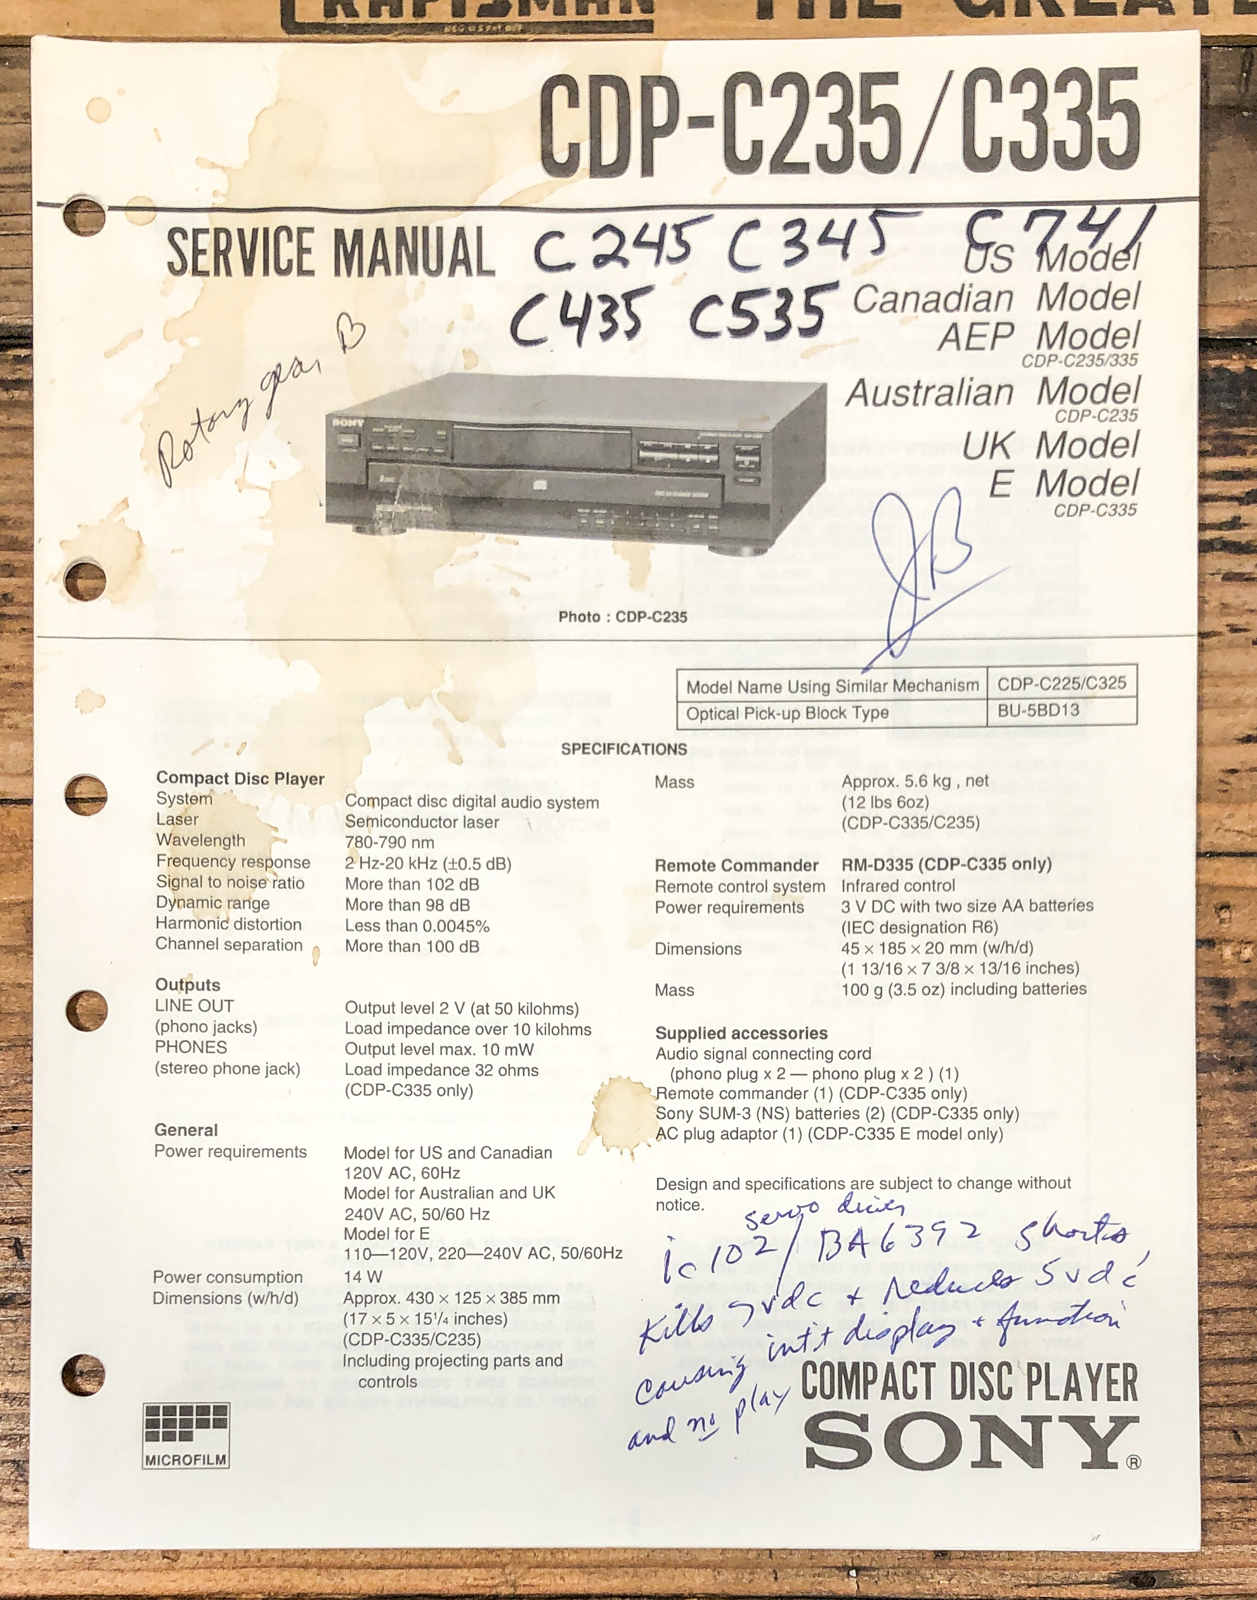 CRAFTSMAN THE GREATE
REG US PAT OFF
CDP-C235/C335
SERVICE MANUAL
C245 C345 C741
C435 C535
Rotary gear B
US Model
Canadian Model
AEP Model
CDP-C235/335
Australian Model
CDP-C235
UK Model
E Model
CDP-C335
JB
SONY
Photo : CDP-C235
Model Name Using Similar Mechanism CDP-C225/C325
Optical Pick-up Block Type BU-5BD13
SPECIFICATIONS
Compact Disc Player
System Compact disc digital audio system
Laser Semiconductor laser
Wavelength 780-790 nm
Frequency response 2 Hz-20 kHz (±0.5 dB)
Signal to noise ratio More than 102 dB
Dynamic range More than 98 dB
Harmonic distortion Less than 0.0045%
Channel separation More than 100 dB
Outputs
LINE OUT Output level 2 V (at 50 kilohms)
(phono jacks) Load impedance over 10 kilohms
PHONES Output level max. 10 mW
(stereo phone jack) Load impedance 32 ohms
(CDP-C335 only)
General
Power requirements Model for US and Canadian
120V AC, 60Hz
Model for Australian and UK
240V AC, 50/60 Hz
Model for E
110—120V, 220—240V AC, 50/60Hz
Power consumption 14 W
Dimensions (w/h/d) Approx. 430 × 125 × 385 mm
(17 × 5 × 15¹/₄ inches)
(CDP-C335/C235)
Including projecting parts and
controls
Mass Approx. 5.6 kg , net
(12 lbs 6oz)
(CDP-C335/C235)
Remote Commander RM-D335 (CDP-C335 only)
Remote control system Infrared control
Power requirements 3 V DC with two size AA batteries
(IEC designation R6)
Dimensions 45 × 185 × 20 mm (w/h/d)
(1 13/16 × 7 3/8 × 13/16 inches)
Mass 100 g (3.5 oz) including batteries
Supplied accessories
Audio signal connecting cord
(phono plug x 2 — phono plug x 2 ) (1)
Remote commander (1) (CDP-C335 only)
Sony SUM-3 (NS) batteries (2) (CDP-C335 only)
AC plug adaptor (1) (CDP-C335 E model only)
Design and specifications are subject to change without
notice.
servo driver
ic 102 / BA6392 shorts,
kills 7vdc + reduces 5vdc
causing int't display + function
and no play
COMPACT DISC PLAYER
SONY®
MICROFILM